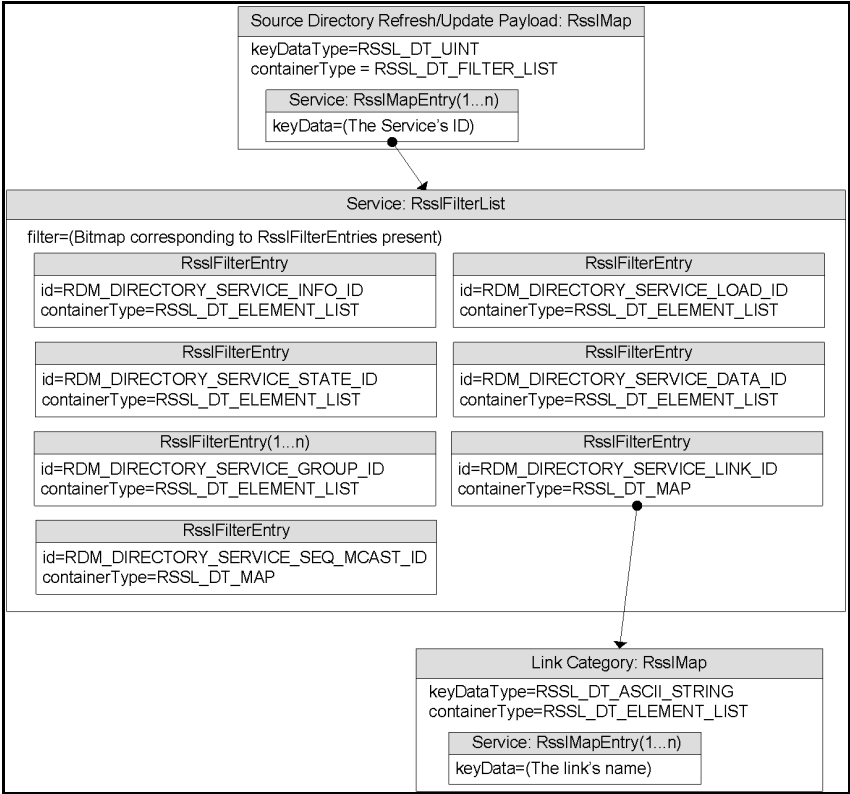 Source Directory Refresh/Update Payload: RsslMap
keyDataType=RSSL_DT_UINT
containerType = RSSL_DT_FILTER_LIST
Service: RsslMapEntry(1...n)
keyData=(The Service's ID)
Service: RsslFilterList
filter=(Bitmap corresponding to RsslFilterEntries present)
RsslFilterEntry
id=RDM_DIRECTORY_SERVICE_INFO_ID
containerType=RSSL_DT_ELEMENT_LIST
RsslFilterEntry
id=RDM_DIRECTORY_SERVICE_LOAD_ID
containerType=RSSL_DT_ELEMENT_LIST
RsslFilterEntry
id=RDM_DIRECTORY_SERVICE_STATE_ID
containerType=RSSL_DT_ELEMENT_LIST
RsslFilterEntry
id=RDM_DIRECTORY_SERVICE_DATA_ID
containerType=RSSL_DT_ELEMENT_LIST
RsslFilterEntry(1...n)
id=RDM_DIRECTORY_SERVICE_GROUP_ID
containerType=RSSL_DT_ELEMENT_LIST
RsslFilterEntry
id=RDM_DIRECTORY_SERVICE_LINK_ID
containerType=RSSL_DT_MAP
RsslFilterEntry
id=RDM_DIRECTORY_SERVICE_SEQ_MCAST_ID
containerType=RSSL_DT_MAP
Link Category: RsslMap
keyDataType=RSSL_DT_ASCII_STRING
containerType=RSSL_DT_ELEMENT_LIST
Service: RsslMapEntry(1...n)
keyData=(The link's name)